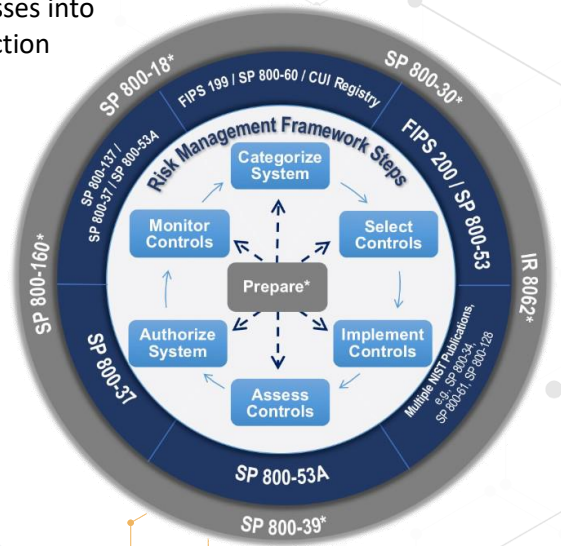 sses into
ction
SP 800-18*
SP 800-30*
FIPS 199 / SP 800-60 / CUI Registry
SP 800-137 /
SP 800-37 / SP 800-53A
FIPS 200 / SP 800-53
Risk Management Framework Steps
Categorize
System
Monitor
Controls
Select
Controls
SP 800-160*
Prepare*
IR 8062*
Authorize
System
Implement
Controls
SP 800-37
Assess
Controls
Multiple NIST Publications,
e.g., SP 800-34,
SP 800-61, SP 800-128
SP 800-53A
SP 800-39*